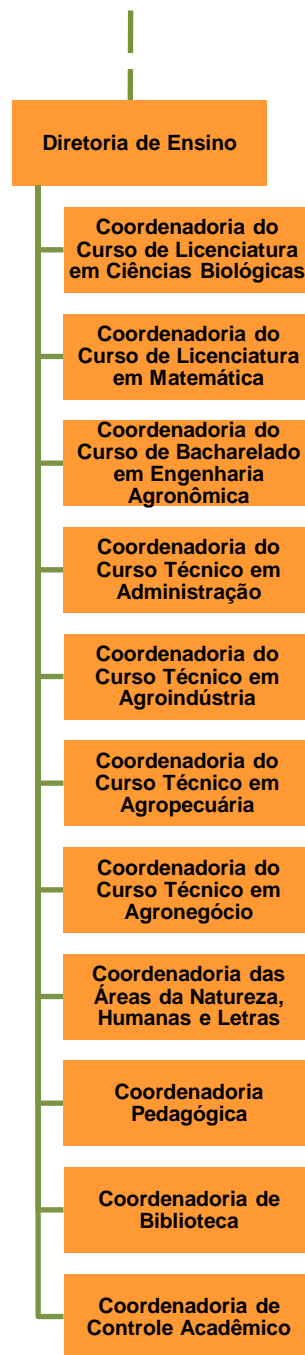 Diretoria de Ensino
Coordenadoria do
Curso de Licenciatura
em Ciências Biológicas
Coordenadoria do
Curso de Licenciatura
em Matemática
Coordenadoria do
Curso de Bacharelado
em Engenharia
Agronômica
Coordenadoria do
Curso Técnico em
Administração
Coordenadoria do
Curso Técnico em
Agroindústria
Coordenadoria do
Curso Técnico em
Agropecuária
Coordenadoria do
Curso Técnico em
Agronegócio
Coordenadoria das
Áreas da Natureza,
Humanas e Letras
Coordenadoria
Pedagógica
Coordenadoria de
Biblioteca
Coordenadoria de
Controle Acadêmico